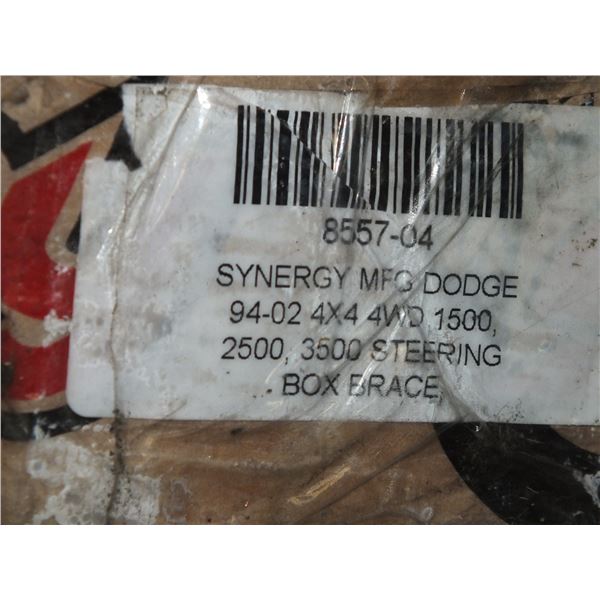 8557-04
SYNERGY MFG DODGE
94-02 4X4 4WD 1500,
2500, 3500 STEERING
BOX BRACE,